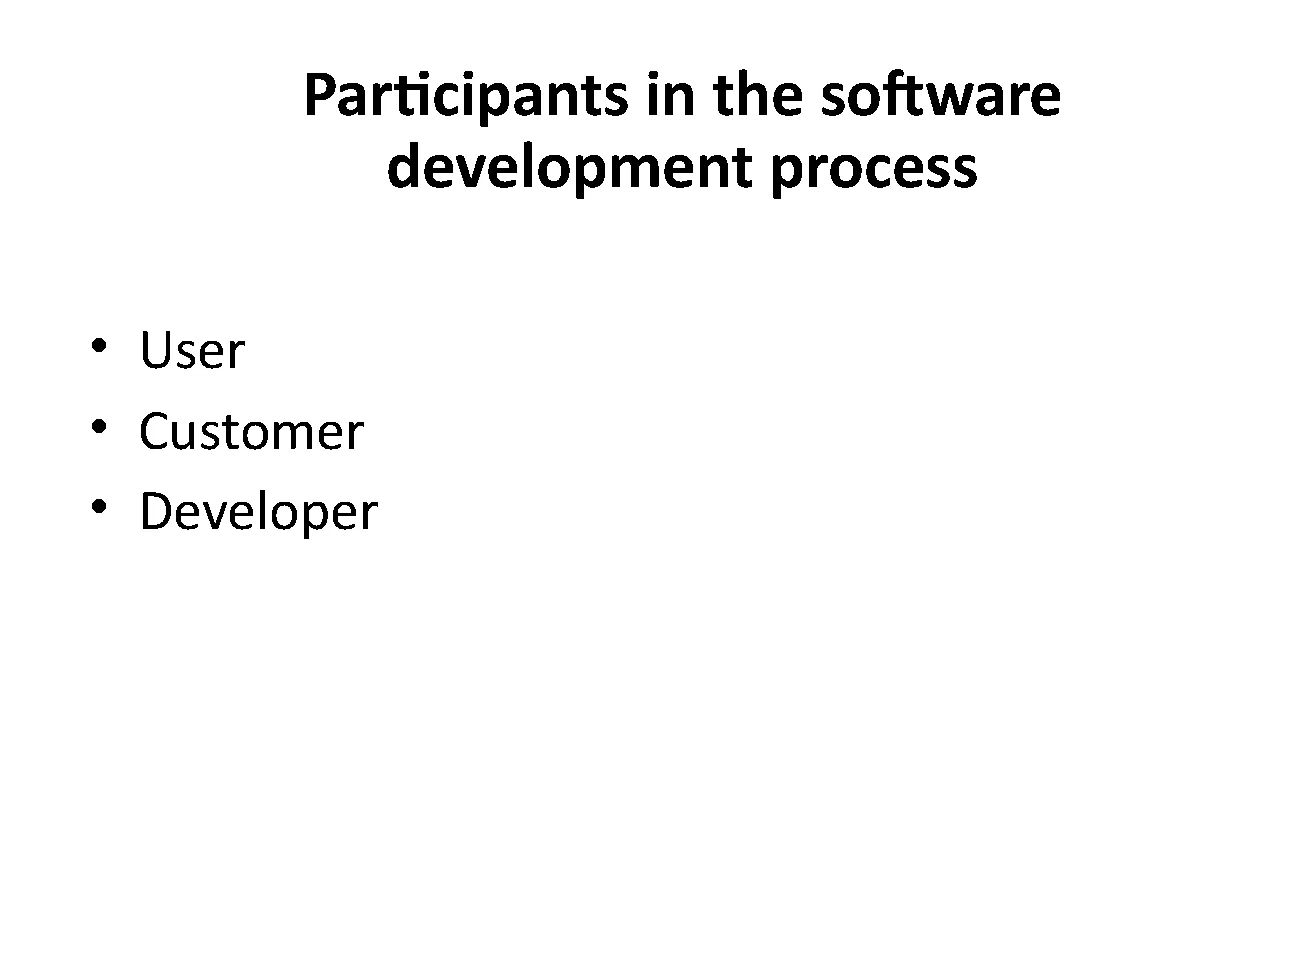 Participants in the software
development process
• User
• Customer
• Developer